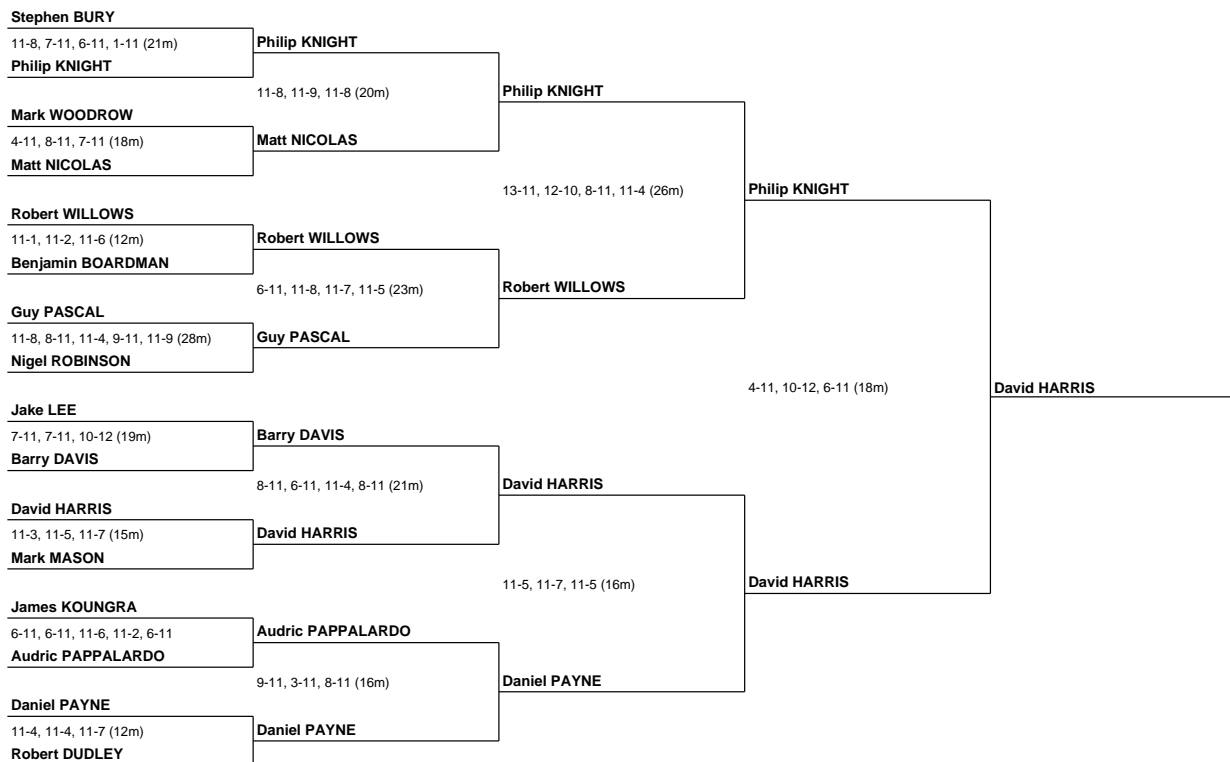 Stephen BURY
11-8, 7-11, 6-11, 1-11 (21m)
Philip KNIGHT
Philip KNIGHT
11-8, 11-9, 11-8 (20m)
Philip KNIGHT
Mark WOODROW
4-11, 8-11, 7-11 (18m)
Matt NICOLAS
Matt NICOLAS
13-11, 12-10, 8-11, 11-4 (26m)
Philip KNIGHT
Robert WILLOWS
11-1, 11-2, 11-6 (12m)
Robert WILLOWS
Benjamin BOARDMAN
6-11, 11-8, 11-7, 11-5 (23m)
Robert WILLOWS
Guy PASCAL
11-8, 8-11, 11-4, 9-11, 11-9 (28m)
Guy PASCAL
Nigel ROBINSON
4-11, 10-12, 6-11 (18m)
David HARRIS
Jake LEE
7-11, 7-11, 10-12 (19m)
Barry DAVIS
Barry DAVIS
8-11, 6-11, 11-4, 8-11 (21m)
David HARRIS
David HARRIS
11-3, 11-5, 11-7 (15m)
David HARRIS
Mark MASON
11-5, 11-7, 11-5 (16m)
David HARRIS
James KOUNGRA
6-11, 6-11, 11-6, 11-2, 6-11
Audric PAPPALARDO
Audric PAPPALARDO
9-11, 3-11, 8-11 (16m)
Daniel PAYNE
Daniel PAYNE
11-4, 11-4, 11-7 (12m)
Daniel PAYNE
Robert DUDLEY